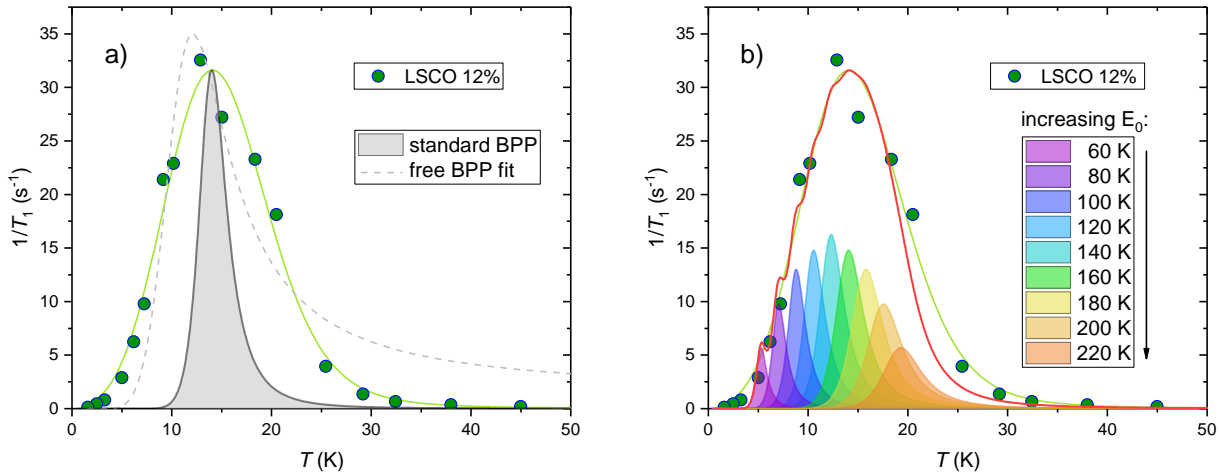 a)
LSCO 12%
standard BPP
free BPP fit
1/T₁ (s⁻¹)
35
30
25
20
15
10
5
0
0 10 20 30 40 50
T (K)
b)
LSCO 12%
increasing E₀:
60 K
80 K
100 K
120 K
140 K
160 K
180 K
200 K
220 K
1/T₁ (s⁻¹)
35
30
25
20
15
10
5
0
0 10 20 30 40 50
T (K)